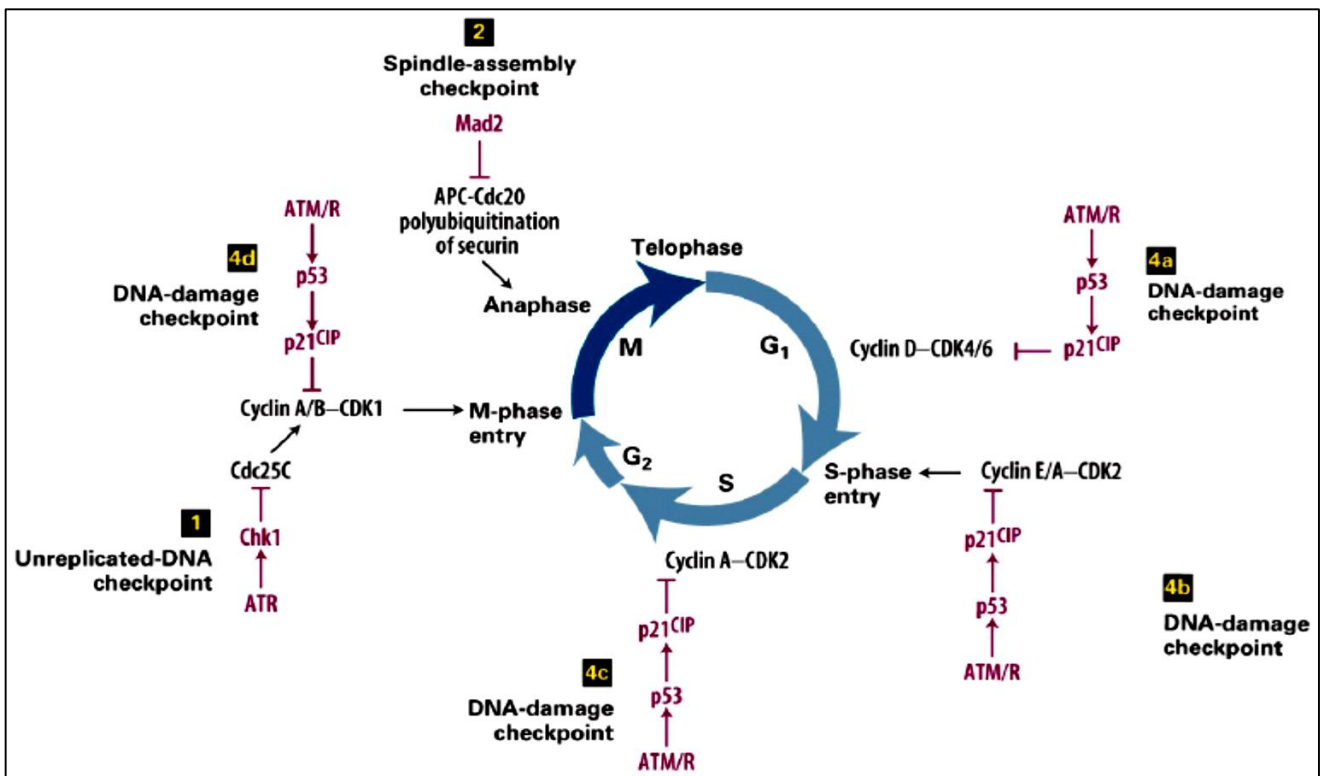 2
Spindle-assembly
checkpoint
Mad2
APC-Cdc20
polyubiquitination
of securin
Anaphase
Telophase
ATM/R
4d
p53
DNA-damage
checkpoint
p21CIP
Cyclin A/B–CDK1
M-phase
entry
Cdc25C
1
Chk1
Unreplicated-DNA
checkpoint
ATR
M
G1
G2
S
ATM/R
4a
p53
DNA-damage
checkpoint
Cyclin D–CDK4/6
p21CIP
S-phase
entry
Cyclin E/A–CDK2
p21CIP
4b
p53
DNA-damage
checkpoint
ATM/R
Cyclin A–CDK2
p21CIP
4c
p53
DNA-damage
checkpoint
ATM/R